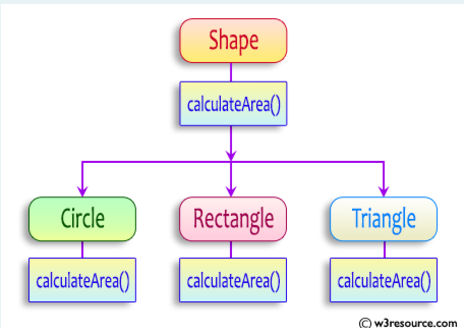 Shape
calculateArea()
Circle
Rectangle
Triangle
calculateArea()
calculateArea()
calculateArea()
© w3resource.com